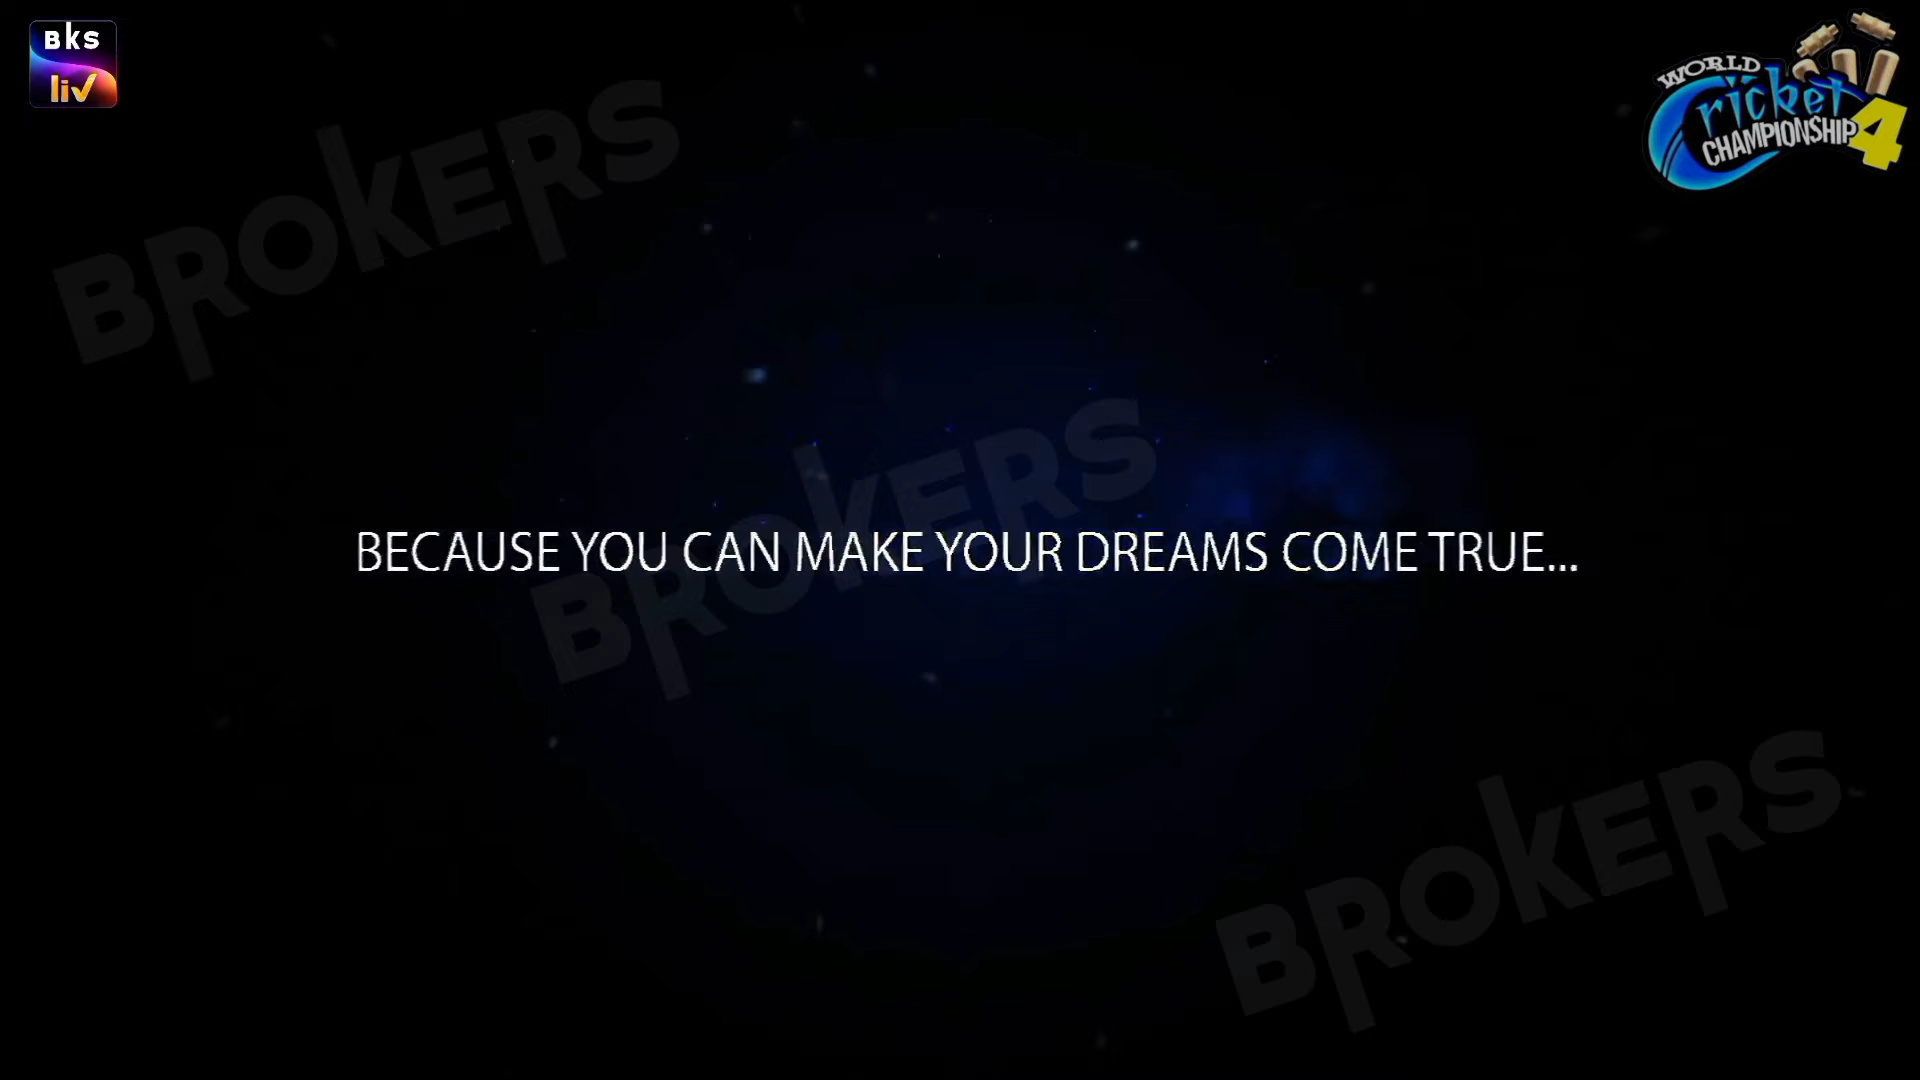 BKS
liv
WORLD
Cricket
CHAMPIONSHIP 4
BROKERS
BROKERS
BECAUSE YOU CAN MAKE YOUR DREAMS COME TRUE...
BROKERS